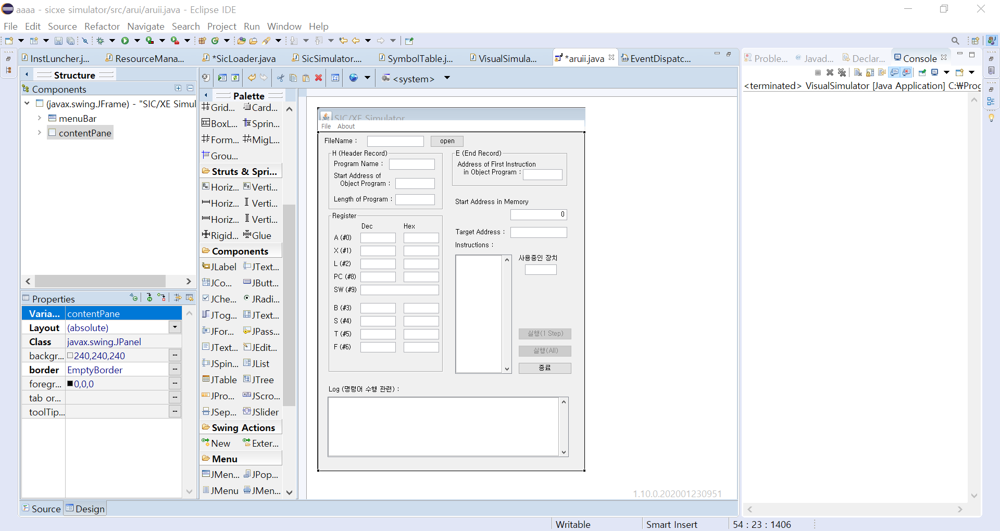 aaaa - sicxe simulator/src/arui/aruii.java - Eclipse IDE
File Edit Source Refactor Navigate Search Project Run Window Help
InstLuncher.j... ResourceMana... *SicLoader.java SicSimulator.... SymbolTable.j... VisualSimula... *aruii.java EventDispatc...
Proble... Javad... Declar... Console
<terminated> VisualSimulator [Java Application] C:₩Prog
Structure
Components
(javax.swing.JFrame) - "SIC/XE Simul
menuBar
contentPane
Properties
Varia... contentPane
Layout (absolute)
Class javax.swing.JPanel
backgr... 240,240,240
border EmptyBorder
foregr... 0,0,0
tab or...
toolTip...
Source Design
<system>
Palette
Grid... Card...
BoxL... Sprin...
Form... MigL...
Grou...
Struts & Spri...
Horiz... Verti...
Horiz... Verti...
Horiz... Verti...
Rigid... Glue
Components
JLabel JText...
JCo... JButt...
JChe... JRadi...
JTog... JText...
JFor... JPass...
JText... JEdit...
JSpin... JList
JTable JTree
JPro... JScro...
JSep... JSlider
Swing Actions
New Exter...
Menu
JMen... JPop...
JMenu JMen...
SIC/XE Simulator
File About
FileName : open
H (Header Record)
Program Name :
Start Address of
Object Program :
Length of Program :
E (End Record)
Address of First Instruction
in Object Program :
Start Address in Memory
0
Target Address :
Instructions :
사용중인 장치
Register
Dec Hex
A (#0)
X (#1)
L (#2)
PC (#8)
SW (#9)
B (#3)
S (#4)
T (#5)
F (#6)
실행(1 Step)
실행(All)
종료
Log (명령어 수행 관련) :
1.10.0.202001230951
Writable Smart Insert 54 : 23 : 1406